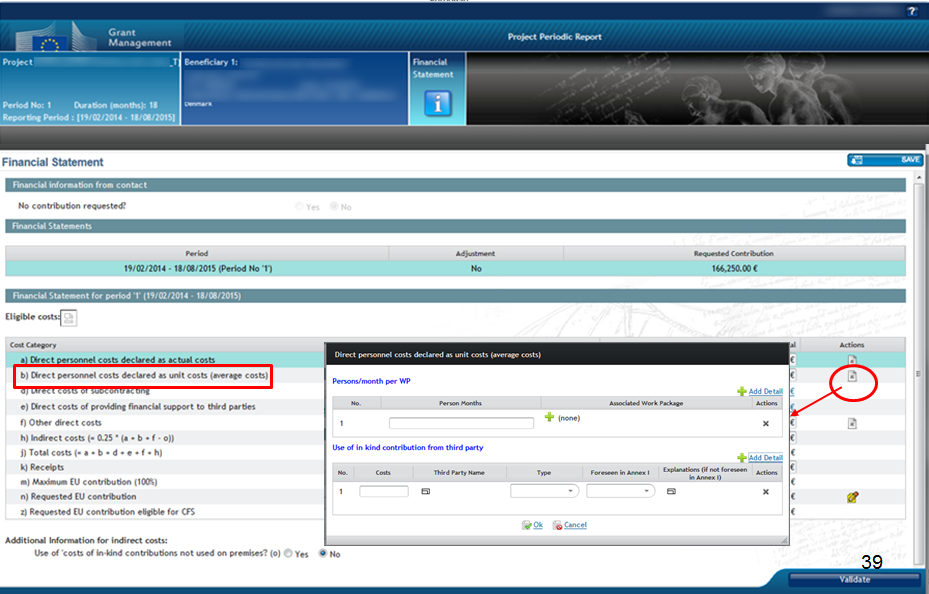 ?
Grant
Management
Project Periodic Report
Project
_T
Beneficiary 1:
Financial
Statement
i
Denmark
Period No: 1 Duration (months): 18
Reporting Period : [19/02/2014 - 18/08/2015]
Financial Statement
SAVE
Financial information from contact
No contribution requested? Yes No
Financial Statements
Period Adjustment Requested Contribution
19/02/2014 - 18/08/2015 (Period No '1') No 166,250.00 €
Financial Statement for period '1' (19/02/2014 - 18/08/2015)
Eligible costs:
Cost Category al Actions
a) Direct personnel costs declared as actual costs €
b) Direct personnel costs declared as unit costs (average costs) €
d) Direct costs of subcontracting €
e) Direct costs of providing financial support to third parties €
f) Other direct costs €
h) Indirect costs (= 0.25 * (a + b + f - o)) €
j) Total costs (= a + b + d + e + f + h) €
k) Receipts €
m) Maximum EU contribution (100%) €
n) Requested EU contribution €
z) Requested EU contribution eligible for CFS €
Direct personnel costs declared as unit costs (average costs)
Persons/month per WP
Add Detail
No. Person Months Associated Work Package Actions
1 (none) X
Use of in kind contribution from third party
Add Detail
No. Costs Third Party Name Type Foreseen in Annex I Explanations (if not foreseen in Annex I) Actions
1 X
Ok Cancel
Additional Information for indirect costs:
Use of 'costs of in-kind contributions not used on premises? (o) Yes No
39
Validate